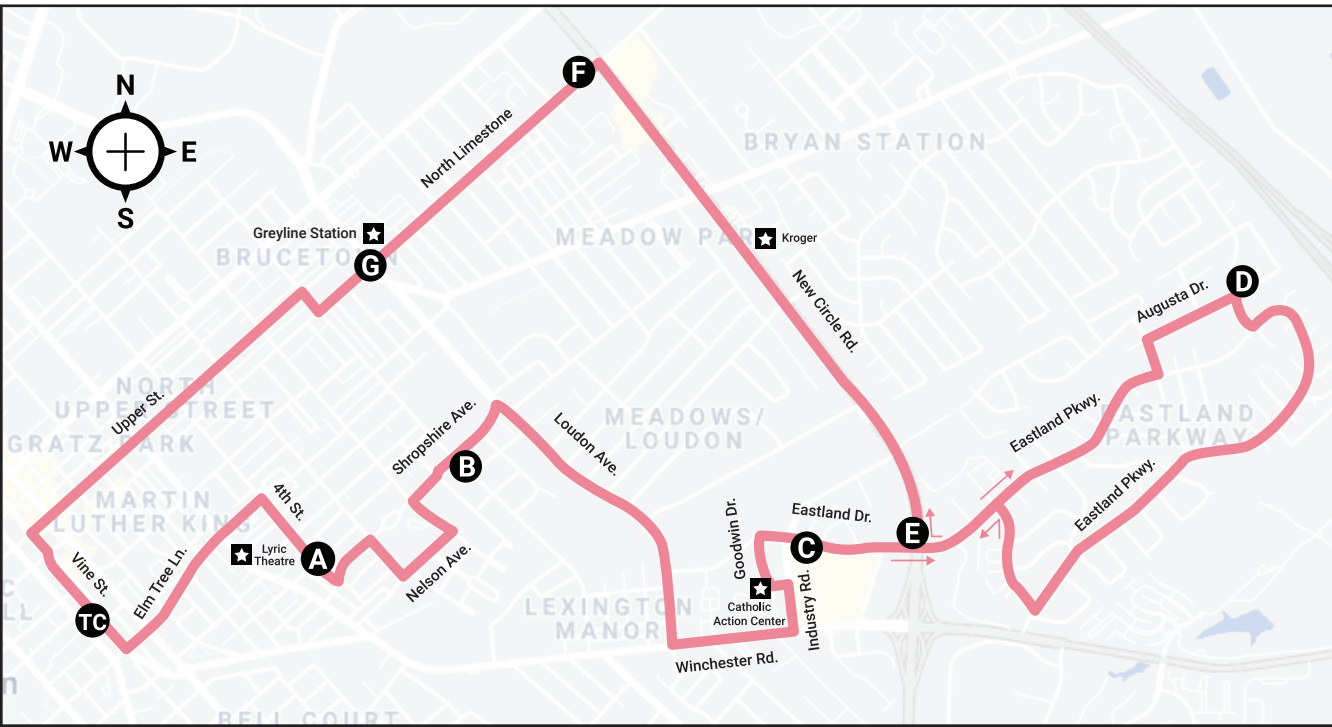 F
N
W
E
S
North Limestone
BRYAN STATION
Greyline Station
MEADOW PAR
Kroger
BRUCETO
G
New Circle Rd.
D
Augusta Dr.
NORTH
UPPER STREET
Upper St.
GRATZ PARK
Shropshire Ave.
Loudon Ave.
MEADOWS/
LOUDON
Eastland Pkwy.
EASTLAND
PARKWAY
B
Eastland Pkwy.
MARTIN
LUTHER KING
4th St.
Goodwin Dr.
Eastland Dr.
E
C
Lyric
Theatre
A
Vine St.
Elm Tree Ln.
Nelson Ave.
Industry Rd.
Catholic
Action Center
LEXINGTON
MANOR
TC
Winchester Rd.
BELL COURT